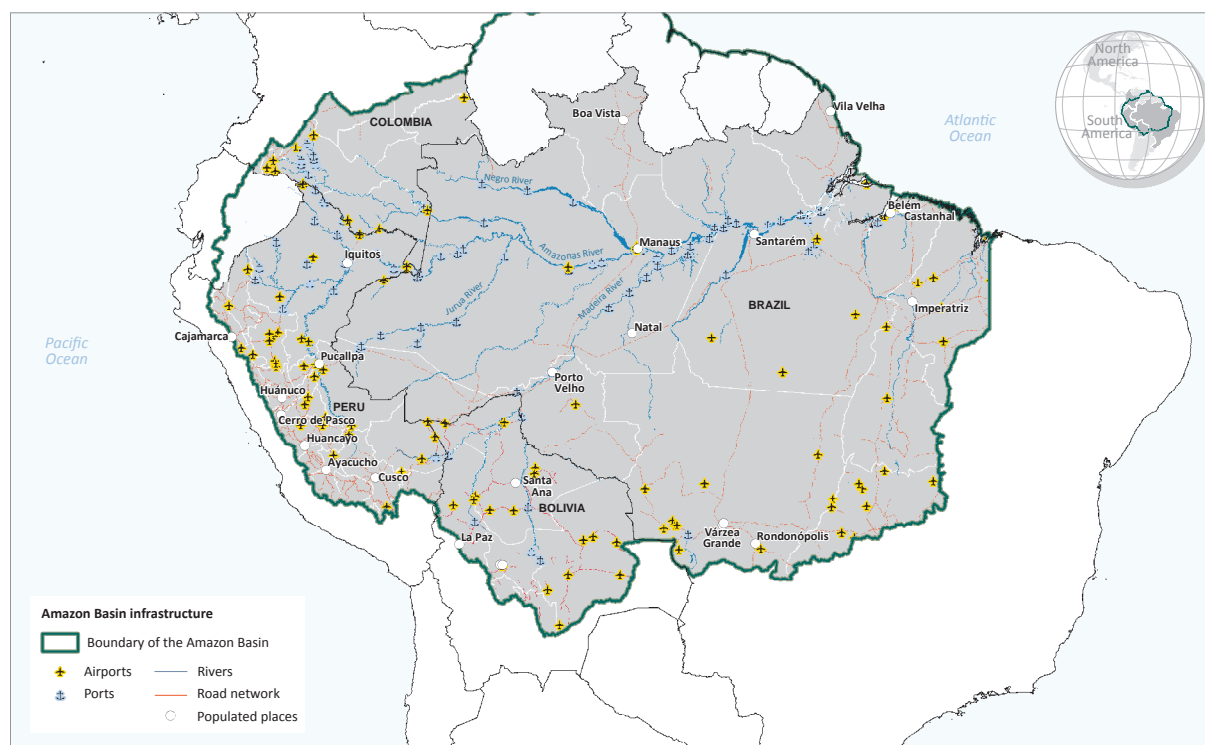 North
America
South
America
Atlantic
Ocean
Pacific
Ocean
COLOMBIA
Boa Vista
Vila Velha
Negro River
Belém
Castanhal
Manaus
Santarém
Iquitos
Amazonas River
Madeira River
Jurua River
BRAZIL
Imperatriz
Cajamarca
Natal
Pucallpa
Porto
Velho
Huánuco
PERU
Cerro de Pasco
Huancayo
Ayacucho
Cusco
Santa
Ana
BOLIVIA
La Paz
Várzea
Grande
Rondonópolis
Amazon Basin infrastructure
Boundary of the Amazon Basin
Airports
Rivers
Ports
Road network
Populated places